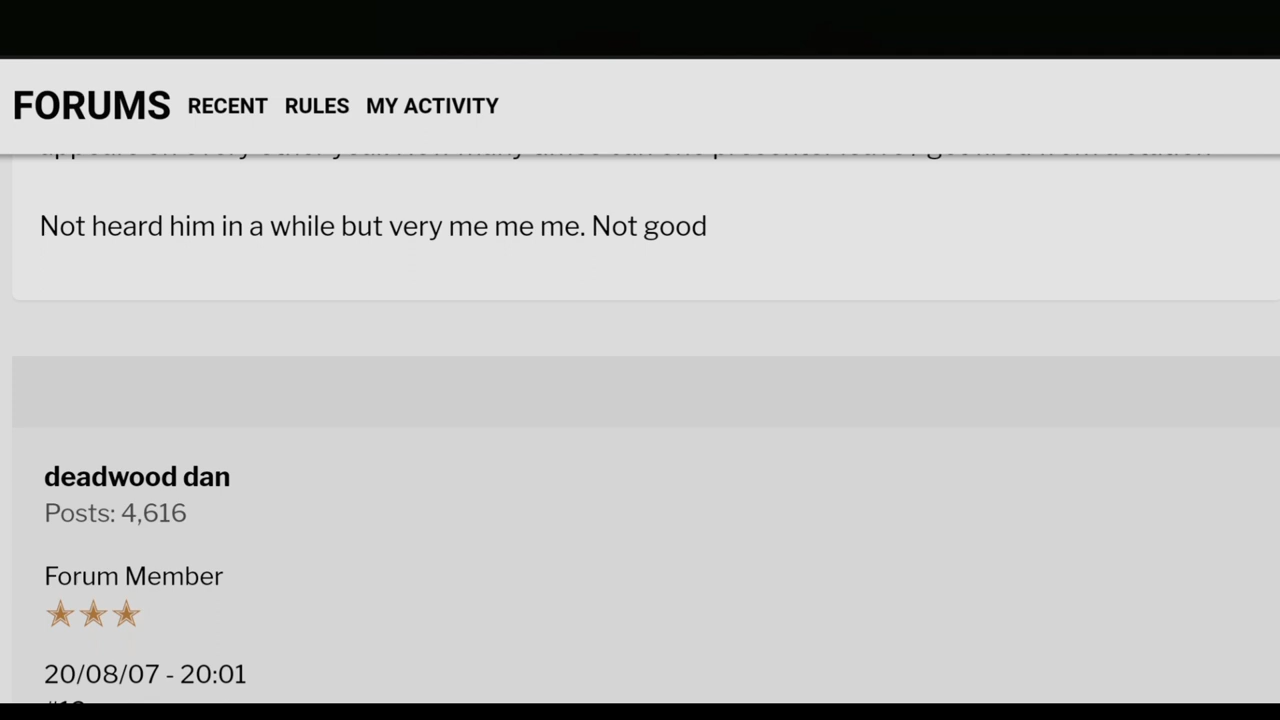 FORUMS RECENT RULES MY ACTIVITY
Not heard him in a while but very me me me. Not good
deadwood dan
Posts: 4,616
Forum Member
20/08/07 - 20:01